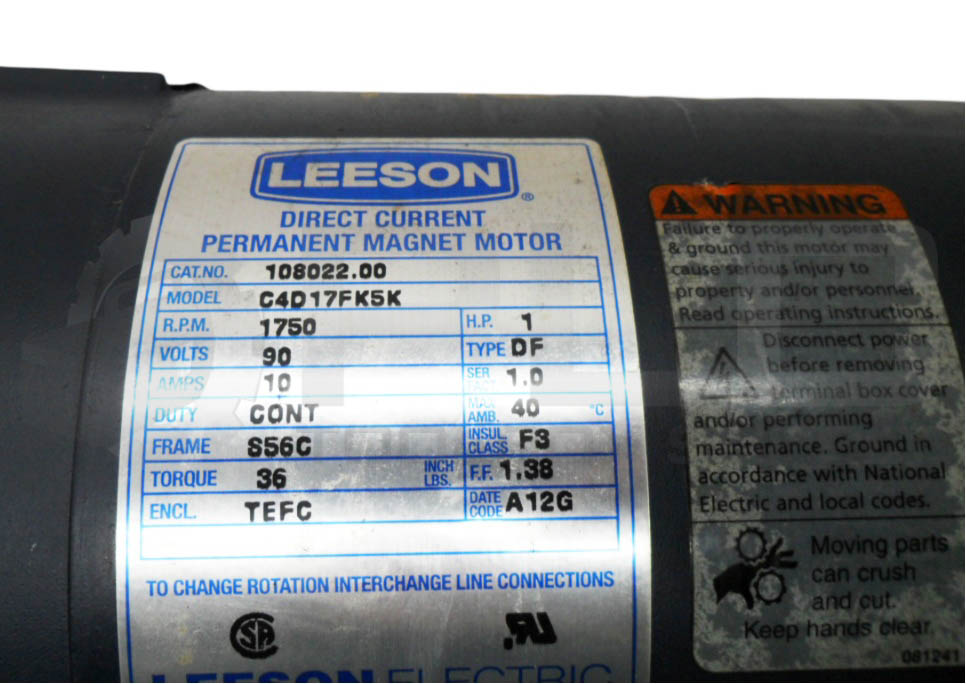 LEESON ®
DIRECT CURRENT
PERMANENT MAGNET MOTOR
CAT.NO. 108022.00
MODEL C4D17FK5K
R.P.M. 1750 H.P. 1
VOLTS 90 TYPE DF
AMPS 10 SER FACT 1.0
DUTY CONT MAX AMB. 40 °C
FRAME S56C INSUL. CLASS F3
TORQUE 36 INCH LBS. F.F. 1.38
ENCL. TEFC DATE CODE A12G
TO CHANGE ROTATION INTERCHANGE LINE CONNECTIONS
LEESON ELECTRIC
WARNING
Failure to properly operate
& ground this motor may
cause serious injury to
property and/or personnel.
Read operating instructions.
Disconnect power
before removing
terminal box cover
and/or performing
maintenance. Ground in
accordance with National
Electric and local codes.
Moving parts
can crush
and cut.
Keep hands clear.
081241